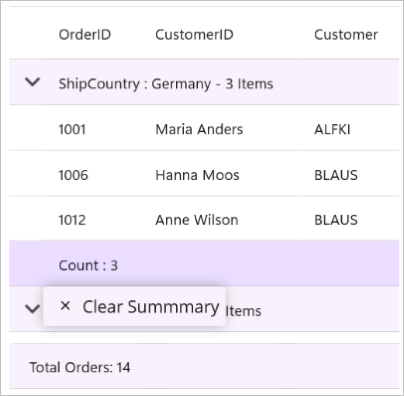 OrderID CustomerID Customer
ShipCountry : Germany - 3 Items
1001 Maria Anders ALFKI
1006 Hanna Moos BLAUS
1012 Anne Wilson BLAUS
Count : 3
Clear Summmary Items
Total Orders: 14